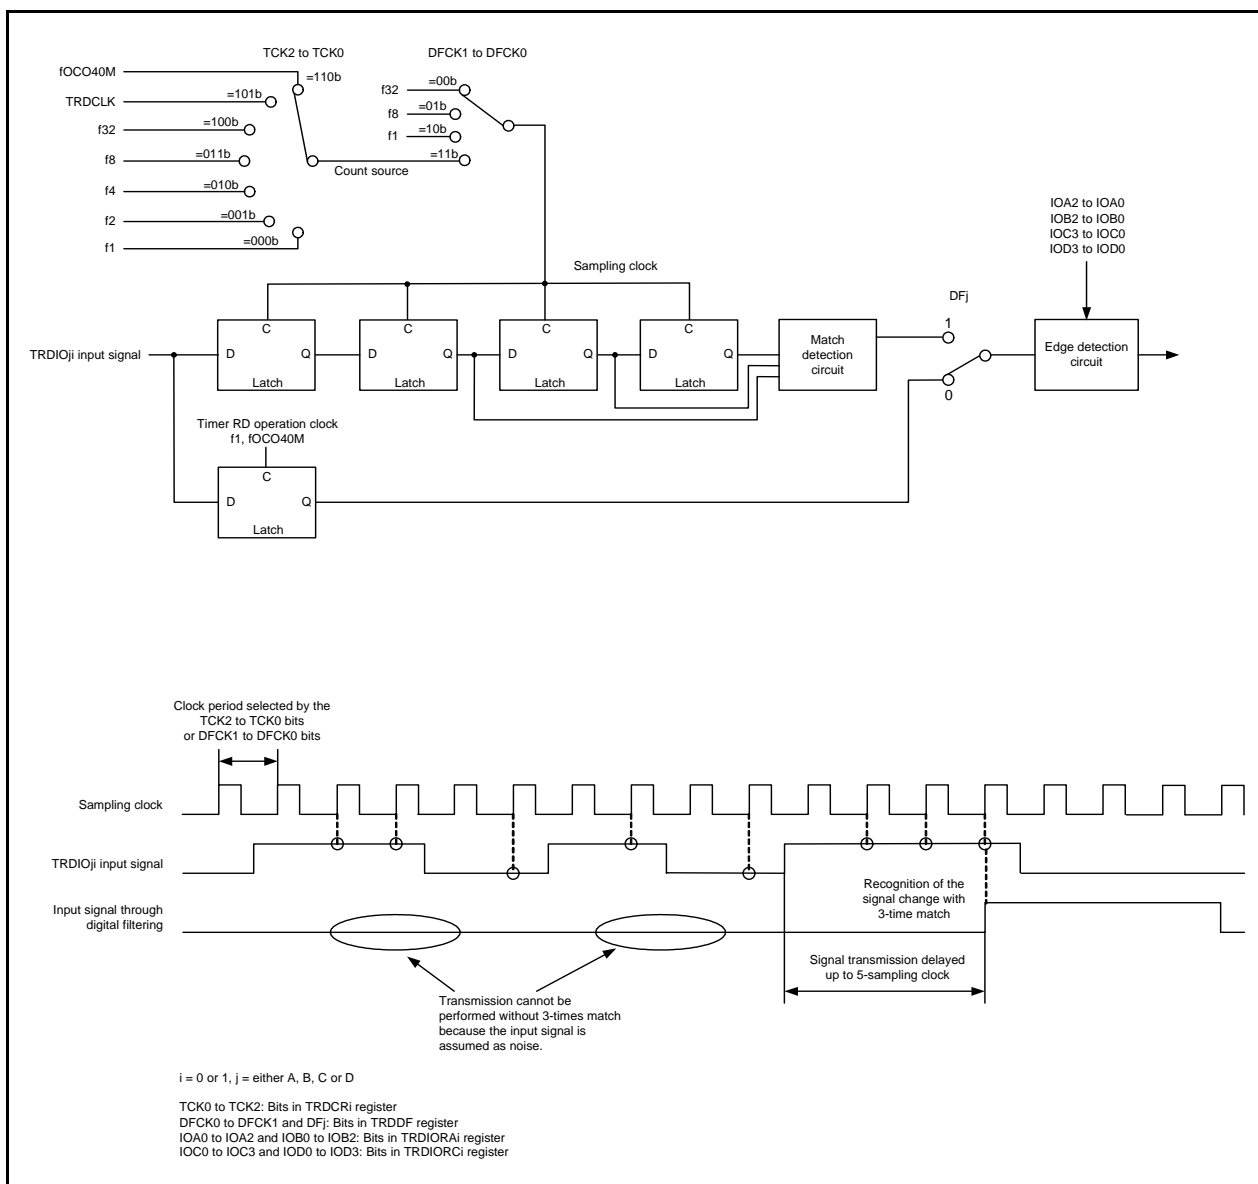 TCK2 to TCK0
DFCK1 to DFCK0
fOCO40M
=110b
TRDCLK
=101b
f32
=100b
f8
=011b
f4
=010b
f2
=001b
f1
=000b
f32
=00b
f8
=01b
f1
=10b
=11b
Count source
IOA2 to IOA0
IOB2 to IOB0
IOC3 to IOC0
IOD3 to IOD0
Sampling clock
DFj
1
0
TRDIOji input signal
C
D
Q
Latch
C
D
Q
Latch
C
D
Q
Latch
C
D
Q
Latch
Match
detection
circuit
Edge detection
circuit
Timer RD operation clock
f1, fOCO40M
C
D
Q
Latch
Clock period selected by the
TCK2 to TCK0 bits
or DFCK1 to DFCK0 bits
Sampling clock
TRDIOji input signal
Recognition of the
signal change with
3-time match
Input signal through
digital filtering
Signal transmission delayed
up to 5-sampling clock
Transmission cannot be
performed without 3-times match
because the input signal is
assumed as noise.
i = 0 or 1, j = either A, B, C or D
TCK0 to TCK2: Bits in TRDCRi register
DFCK0 to DFCK1 and DFj: Bits in TRDDF register
IOA0 to IOA2 and IOB0 to IOB2: Bits in TRDIORAi register
IOC0 to IOC3 and IOD0 to IOD3: Bits in TRDIORCi register